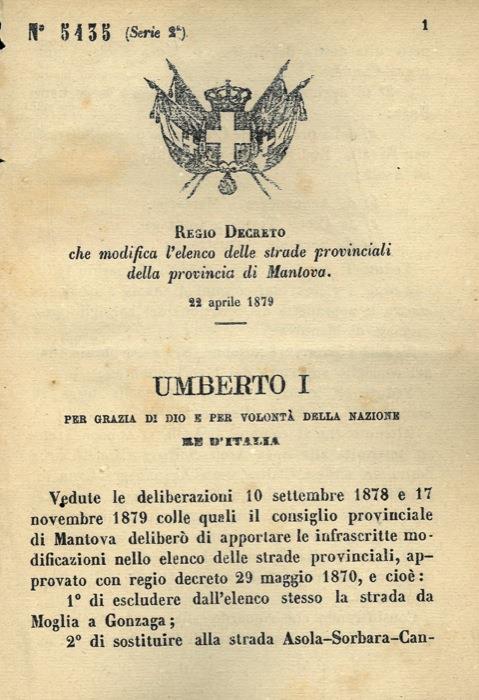 N° 5435 (Serie 2ª)
1
REGIO DECRETO
che modifica l'elenco delle strade provinciali
della provincia di Mantova.
22 aprile 1879
UMBERTO I
PER GRAZIA DI DIO E PER VOLONTÀ DELLA NAZIONE
RE D'ITALIA
Vedute le deliberazioni 10 settembre 1878 e 17
novembre 1879 colle quali il consiglio provinciale
di Mantova deliberò di apportare le infrascritte mo-
dificazioni nello elenco delle strade provinciali, ap-
provato con regio decreto 29 maggio 1870, e cioè:
1° di escludere dall'elenco stesso la strada da
Moglia a Gonzaga;
2° di sostituire alla strada Asola-Sorbara-Can-